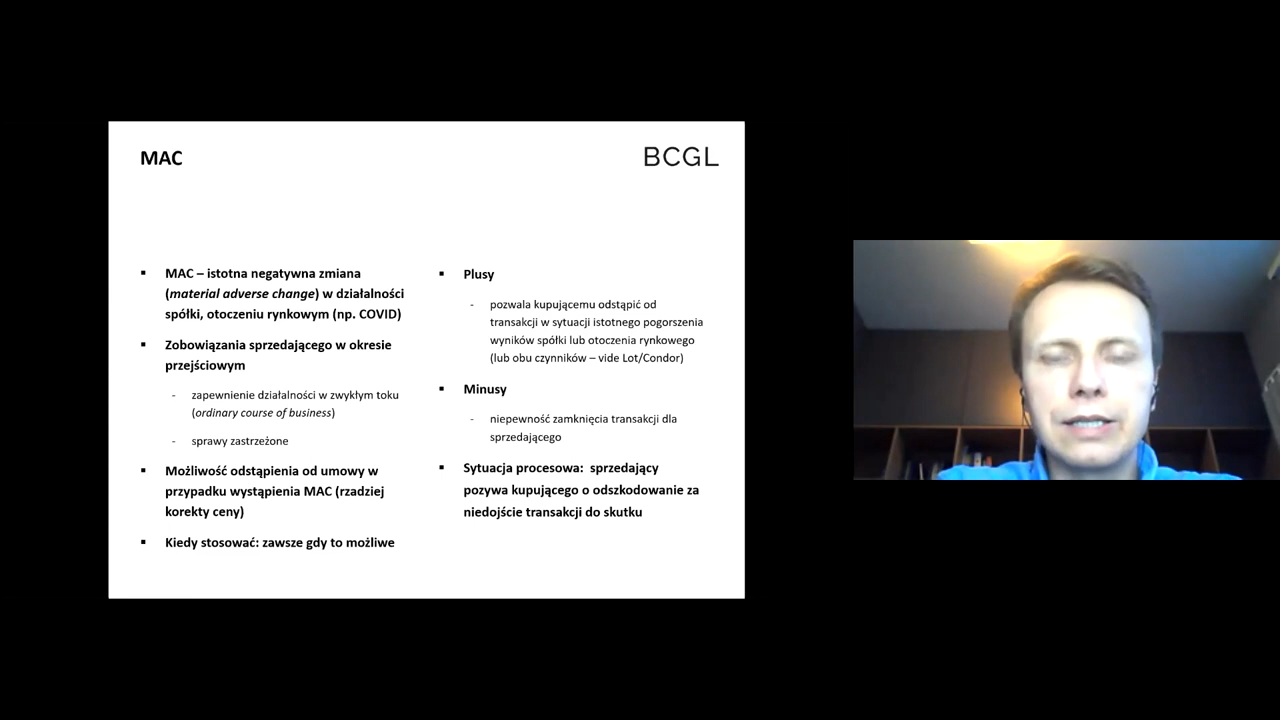 MAC
BCGL
MAC – istotna negatywna zmiana
(material adverse change) w działalności
spółki, otoczeniu rynkowym (np. COVID)
Zobowiązania sprzedającego w okresie
przejściowym
- zapewnienie działalności w zwykłym toku
(ordinary course of business)
- sprawy zastrzeżone
Możliwość odstąpienia od umowy w
przypadku wystąpienia MAC (rzadziej
korekty ceny)
Kiedy stosować: zawsze gdy to możliwe
Plusy
- pozwala kupującemu odstąpić od
transakcji w sytuacji istotnego pogorszenia
wyników spółki lub otoczenia rynkowego
(lub obu czynników – vide Lot/Condor)
Minusy
- niepewność zamknięcia transakcji dla
sprzedającego
Sytuacja procesowa: sprzedający
pozywa kupującego o odszkodowanie za
niedojście transakcji do skutku